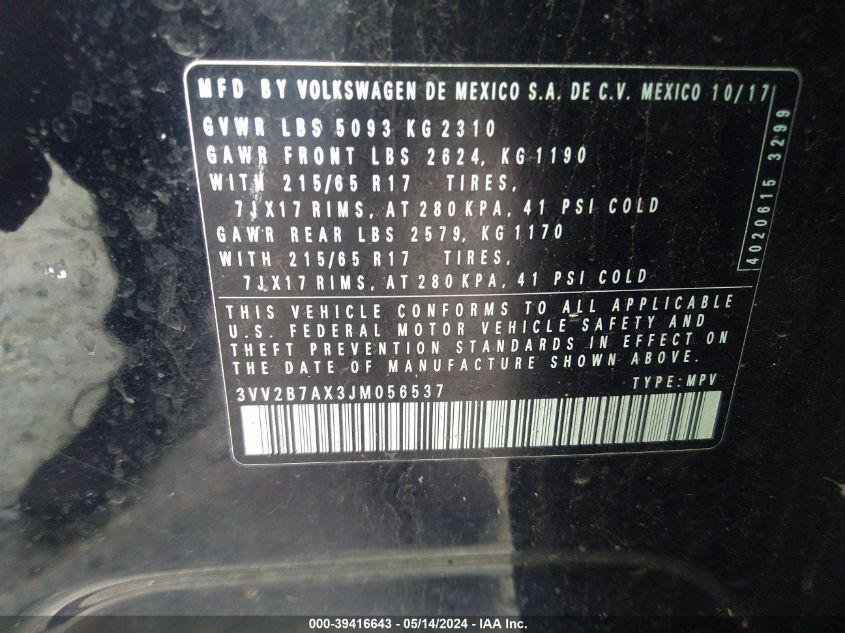 MFD BY VOLKSWAGEN DE MEXICO S.A. DE C.V. MEXICO 10/17
GVWR LBS 5093 KG 2310
GAWR FRONT LBS 2624, KG 1190
WITH 215/65 R17 TIRES,
7JX17 RIMS, AT 280 KPA, 41 PSI COLD
GAWR REAR LBS 2579, KG 1170
WITH 215/65 R17 TIRES,
7JX17 RIMS, AT 280 KPA, 41 PSI COLD
THIS VEHICLE CONFORMS TO ALL APPLICABLE
U.S. FEDERAL MOTOR VEHICLE SAFETY AND
THEFT PREVENTION STANDARDS IN EFFECT ON
THE DATE OF MANUFACTURE SHOWN ABOVE.
3VV2B7AX3JM056537 TYPE: MPV
4020615 3299
000-39416643 / 05/14/2024 - IAA Inc.